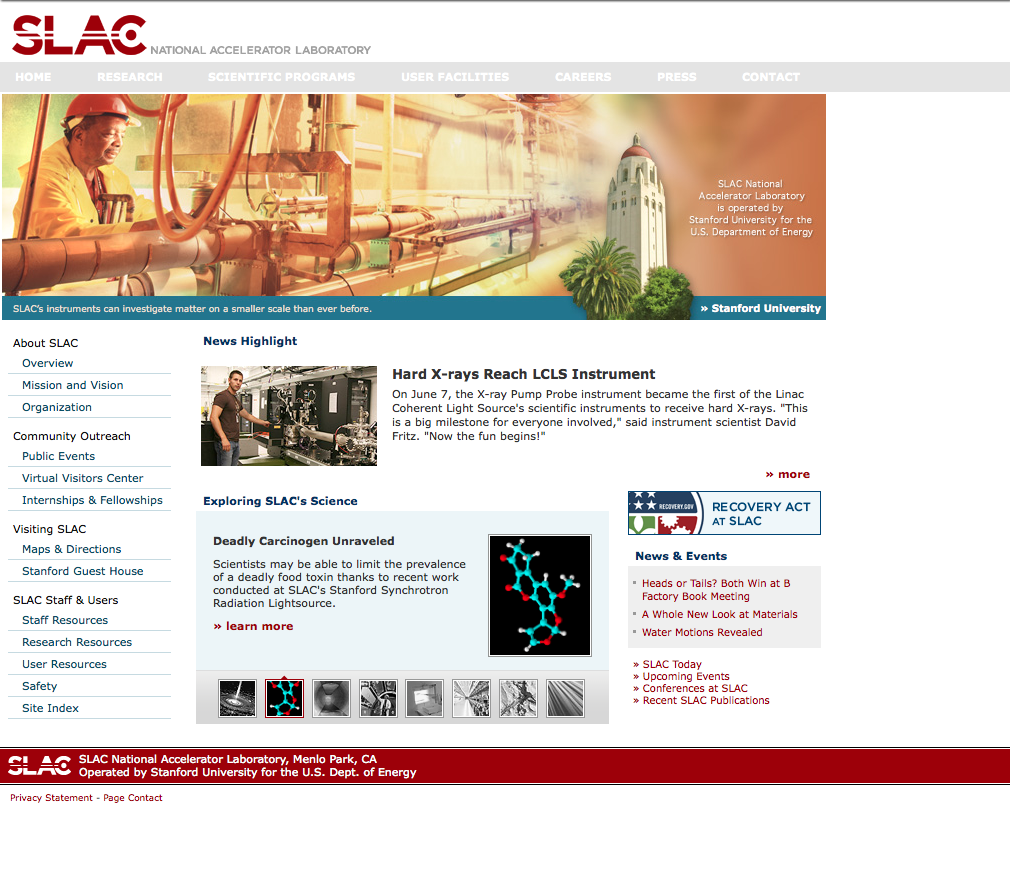 SLAC NATIONAL ACCELERATOR LABORATORY
HOME RESEARCH SCIENTIFIC PROGRAMS USER FACILITIES CAREERS PRESS CONTACT
SLAC National
Accelerator Laboratory
is operated by
Stanford University for the
U.S. Department of Energy
SLAC's instruments can investigate matter on a smaller scale than ever before.
» Stanford University
About SLAC
Overview
Mission and Vision
Organization
Community Outreach
Public Events
Virtual Visitors Center
Internships & Fellowships
Visiting SLAC
Maps & Directions
Stanford Guest House
SLAC Staff & Users
Staff Resources
Research Resources
User Resources
Safety
Site Index
News Highlight
Hard X-rays Reach LCLS Instrument
On June 7, the X-ray Pump Probe instrument became the first of the Linac
Coherent Light Source's scientific instruments to receive hard X-rays. "This
is a big milestone for everyone involved," said instrument scientist David
Fritz. "Now the fun begins!"
» more
Exploring SLAC's Science
Deadly Carcinogen Unraveled
Scientists may be able to limit the prevalence
of a deadly food toxin thanks to recent work
conducted at SLAC's Stanford Synchrotron
Radiation Lightsource.
» learn more
RECOVERY.GOV
RECOVERY ACT
AT SLAC
News & Events
Heads or Tails? Both Win at B
Factory Book Meeting
A Whole New Look at Materials
Water Motions Revealed
» SLAC Today
» Upcoming Events
» Conferences at SLAC
» Recent SLAC Publications
SLAC
SLAC National Accelerator Laboratory, Menlo Park, CA
Operated by Stanford University for the U.S. Dept. of Energy
Privacy Statement - Page Contact